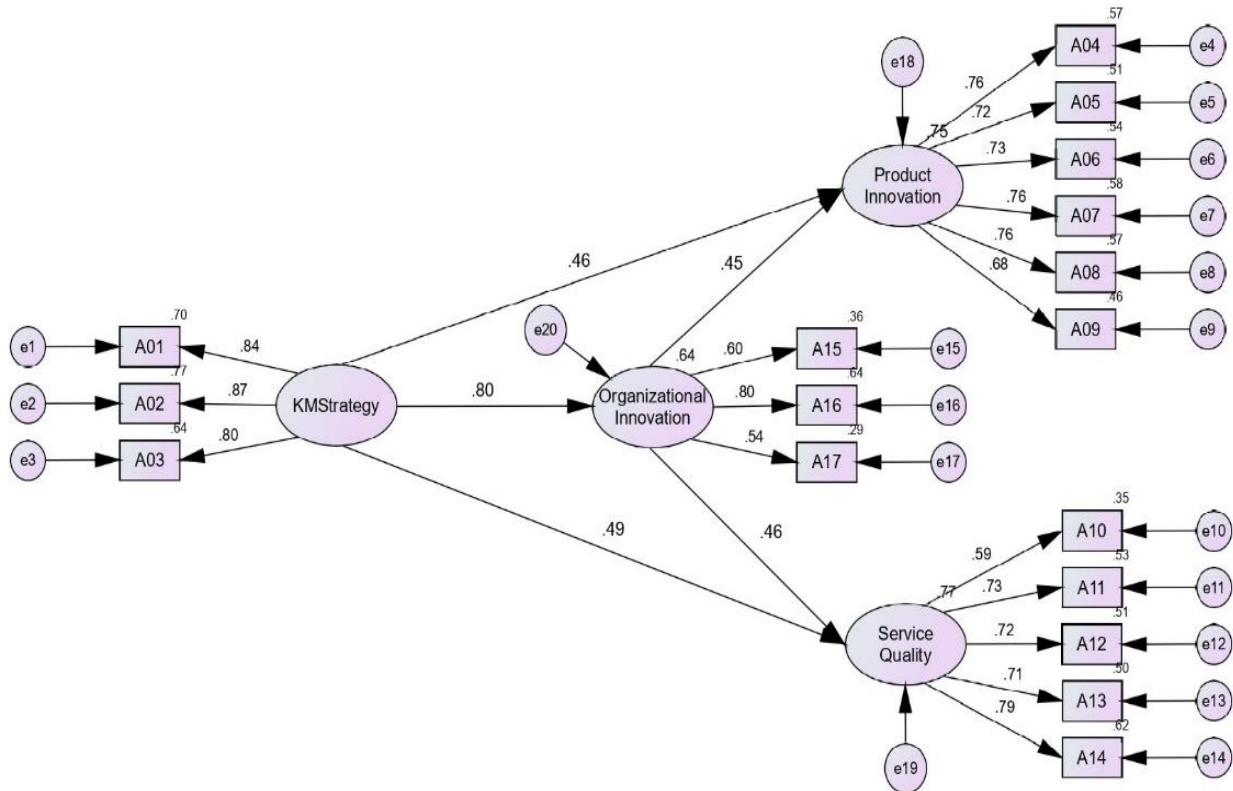 .57
e18
A04
e4
.51
.76
.72
A05
e5
.75
.54
.73
A06
e6
Product
Innovation
.58
.76
A07
e7
.57
.76
A08
e8
.46
.45
.68
.46
A09
e9
.70
e20
.36
e1
A01
.84
.64
.60
A15
e15
.77
.64
e2
A02
.87
KMStrategy
.80
Organizational
Innovation
.80
A16
e16
.64
.29
e3
A03
.80
.54
A17
e17
.49
.46
.35
.59
A10
e10
.53
.77
.73
A11
e11
.51
Service
Quality
.72
A12
e12
.50
.71
A13
e13
.62
.79
A14
e14
e19